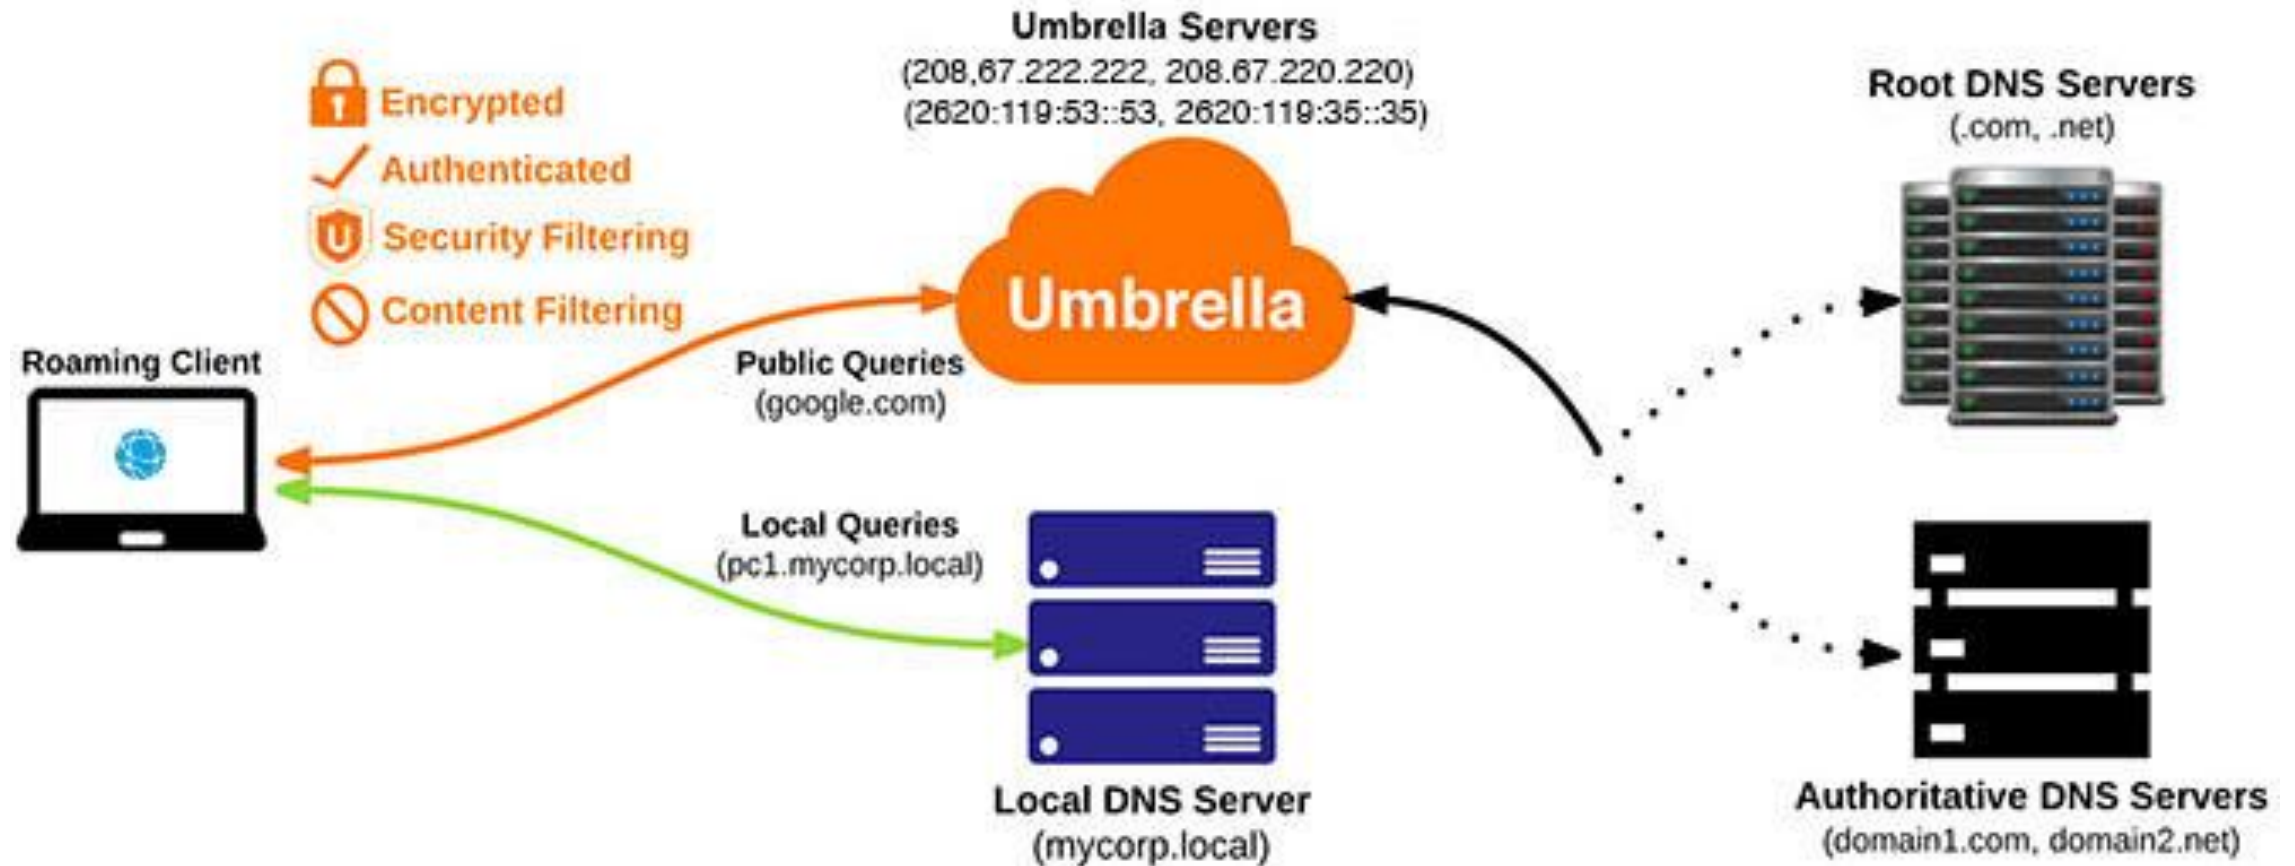 Umbrella Servers
(208,67.222.222, 208.67.220.220)
(2620:119:53::53, 2620:119:35::35)
Root DNS Servers
(.com, .net)
Encrypted
Authenticated
U Security Filtering
Content Filtering
Umbrella
Roaming Client
Public Queries
(google.com)
Local Queries
(pc1.mycorp.local)
Local DNS Server
(mycorp.local)
Authoritative DNS Servers
(domain1.com, domain2.net)